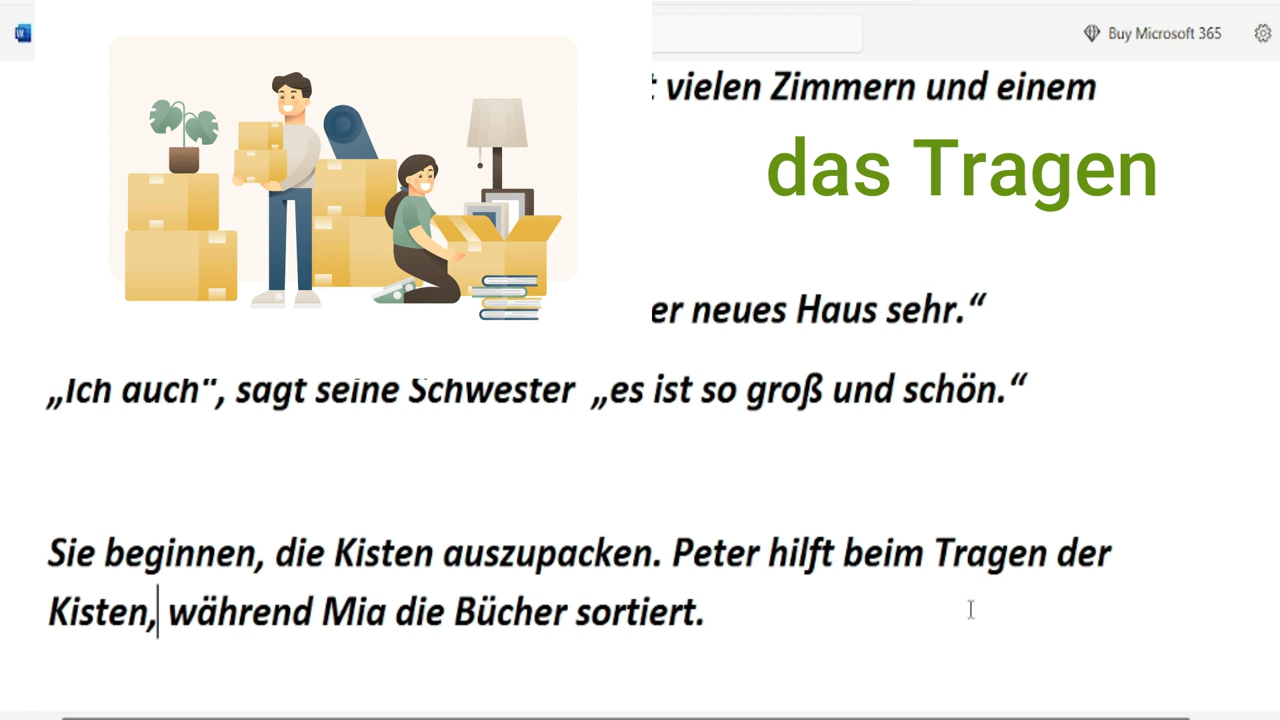 Buy Microsoft 365
vielen Zimmern und einem
das Tragen
er neues Haus sehr.“
„Ich auch", sagt seine Schwester „es ist so groß und schön.“
Sie beginnen, die Kisten auszupacken. Peter hilft beim Tragen der
Kisten, während Mia die Bücher sortiert.